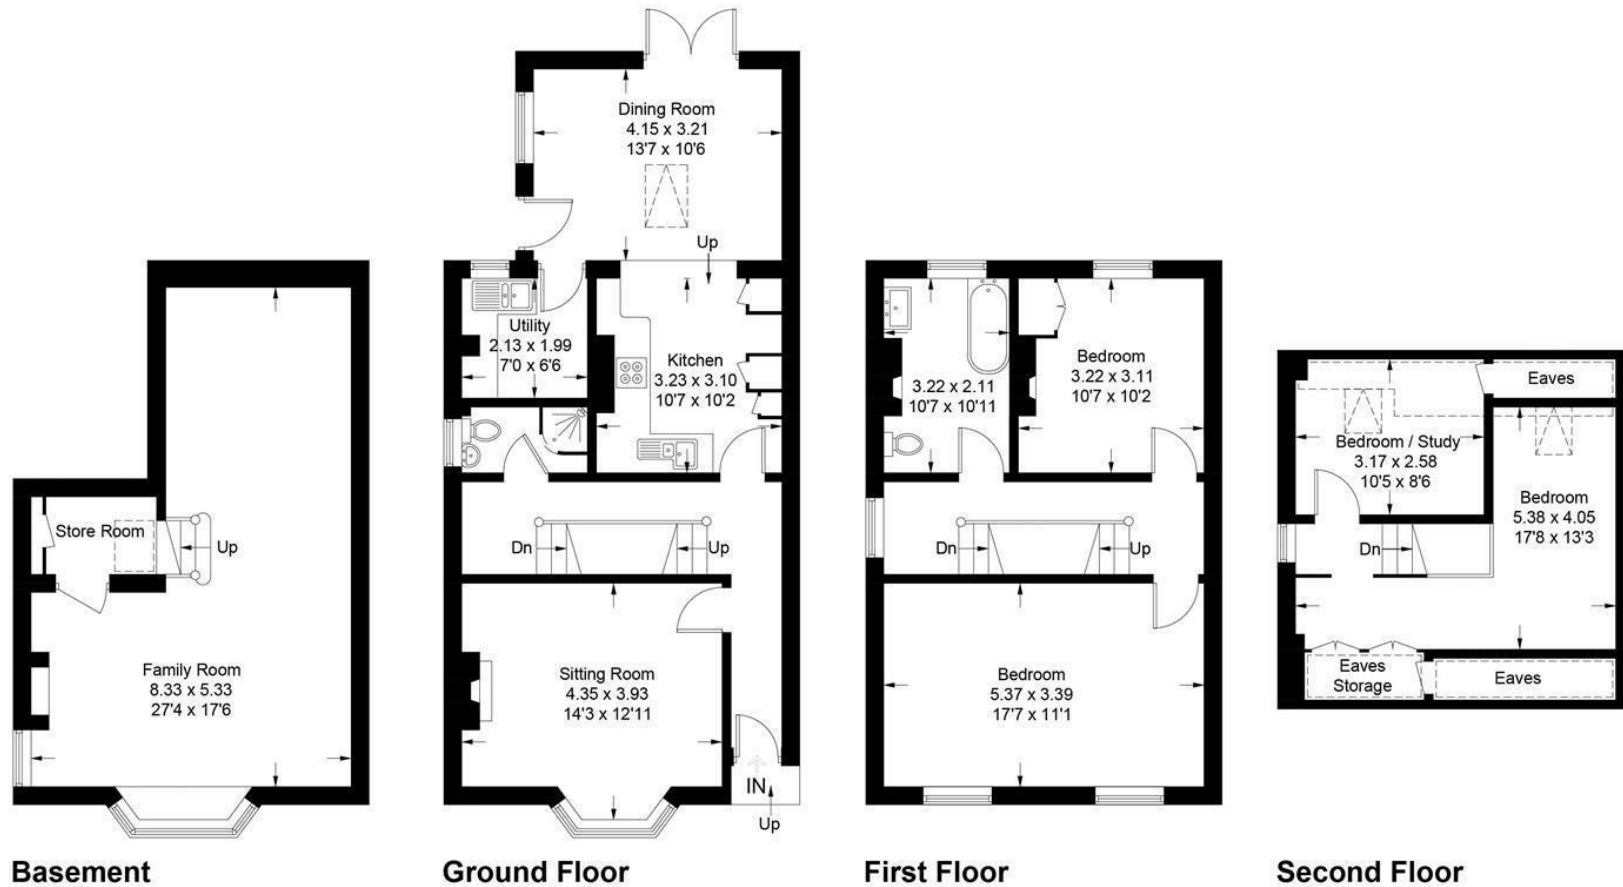 Store Room
Up
Family Room
8.33 x 5.33
27'4 x 17'6
Basement
Dining Room
4.15 x 3.21
13'7 x 10'6
Up
Utility
2.13 x 1.99
7'0 x 6'6
Kitchen
3.23 x 3.10
10'7 x 10'2
Dn
Up
Sitting Room
4.35 x 3.93
14'3 x 12'11
IN
Up
Ground Floor
3.22 x 2.11
10'7 x 10'11
Bedroom
3.22 x 3.11
10'7 x 10'2
Dn
Up
Bedroom
5.37 x 3.39
17'7 x 11'1
First Floor
Eaves
Bedroom / Study
3.17 x 2.58
10'5 x 8'6
Bedroom
5.38 x 4.05
17'8 x 13'3
Dn
Eaves
Storage
Eaves
Second Floor